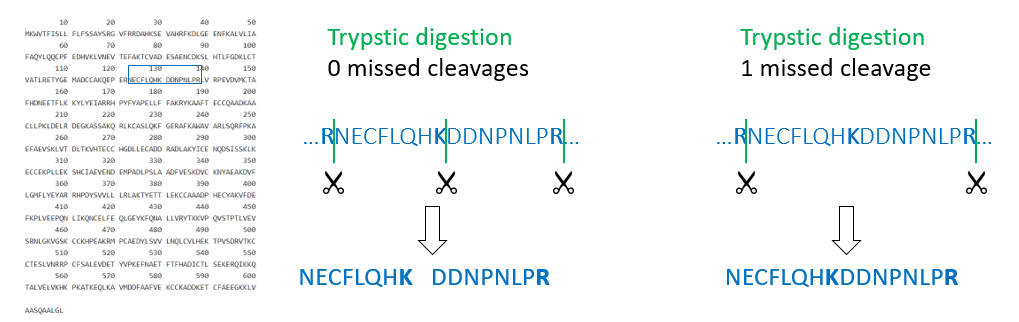 10 20 30 40 50
MKWVTFISLL FLFSSAYSRG VFRRDAHKSE VAHRFKDLGE ENFKALVLIA
60 70 80 90 100
FAQYLQQCPF EDHVKLVNEV TEFAKTCVAD ESAENCDKSL HTLFGDKLCT
110 120 130 140 150
VATLRETYGE MADCCAKQEP ERNECFLQHK DDNPNLPRLV RPEVDVMCTA
160 170 180 190 200
FHDNEETFLK KYLYEIARRH PYFYAPELLF FAKRYKAAFT ECCQAADKAA
210 220 230 240 250
CLLPKLDELR DEGKASSAKQ RLKCASLQKF GERAFKAWAV ARLSQRFPKA
260 270 280 290 300
EFAEVSKLVT DLTKVHTECC HGDLLECADD RADLAKYICE NQDSISSKLK
310 320 330 340 350
ECCEKPLLEK SHCIAEVEND EMPADLPSLA ADFVESKDVC KNYAEAKDVF
360 370 380 390 400
LGMFLYEYAR RHPDYSVVLL LRLAKTYETT LEKCCAAADP HECYAKVFDE
410 420 430 440 450
FKPLVEEPQN LIKQNCELFE QLGEYKFQNA LLVRYTKKVP QVSTPTLVEV
460 470 480 490 500
SRNLGKVGSK CCKHPEAKRM PCAEDYLSVV LNQLCVLHEK TPVSDRVTKC
510 520 530 540 550
CTESLVNRRP CFSALEVDET YVPKEFNAET FTFHADICTL SEKERQIKKQ
560 570 580 590 600
TALVELVKHK PKATKEQLKA VMDDFAAFVE KCCKADDKET CFAEEGKKLV
AASQAALGL
Trypstic digestion
0 missed cleavages
...RNECFLQHKDDNPNLPR...
NECFLQHK DDNPNLPR
Trypstic digestion
1 missed cleavage
...RNECFLQHKDDNPNLPR...
NECFLQHKDDNPNLPR